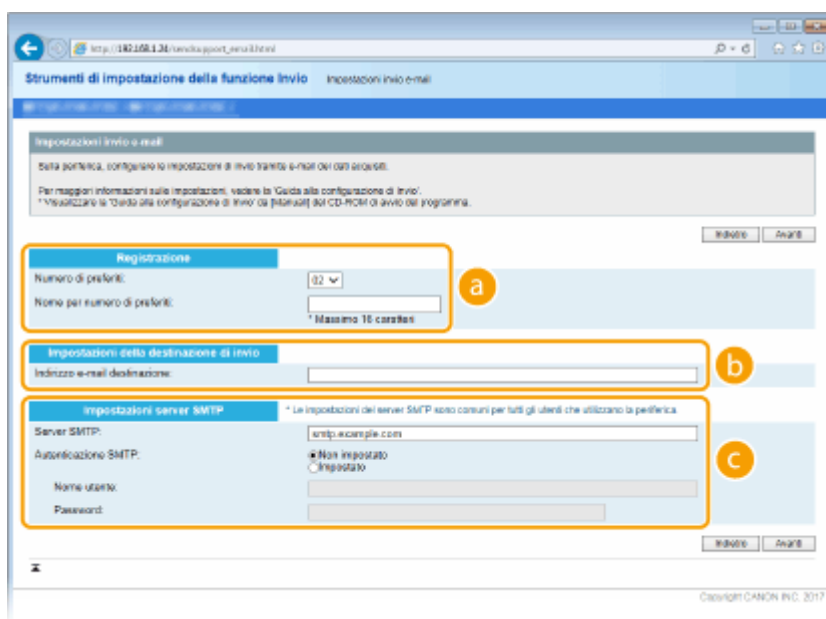 http://192.168.1.24/sendsupport_email.html
Strumenti di impostazione della funzione Invio Impostazioni invio e-mail
Impostazioni invio e-mail
Sulla periferica, configurare le impostazioni di invio tramite e-mail dei dati acquisiti.
Per maggiori informazioni sulle impostazioni, vedere la 'Guida alla configurazione di Invio'.
* Visualizzare la 'Guida alla configurazione di Invio' da [Manuali] del CD-ROM di avvio del programma.
Indietro Avanti
Registrazione
Numero di preferiti: 02
a
Nome per numero di preferiti:
* Massimo 16 caratteri
Impostazioni della destinazione di invio
Indirizzo e-mail destinazione:
b
Impostazioni server SMTP * Le impostazioni del server SMTP sono comuni per tutti gli utenti che utilizzano la periferica.
Server SMTP: smtp.example.com
Autenticazione SMTP: Non impostato
Impostato
c
Nome utente:
Password:
Indietro Avanti
Copyright CANON INC. 2017